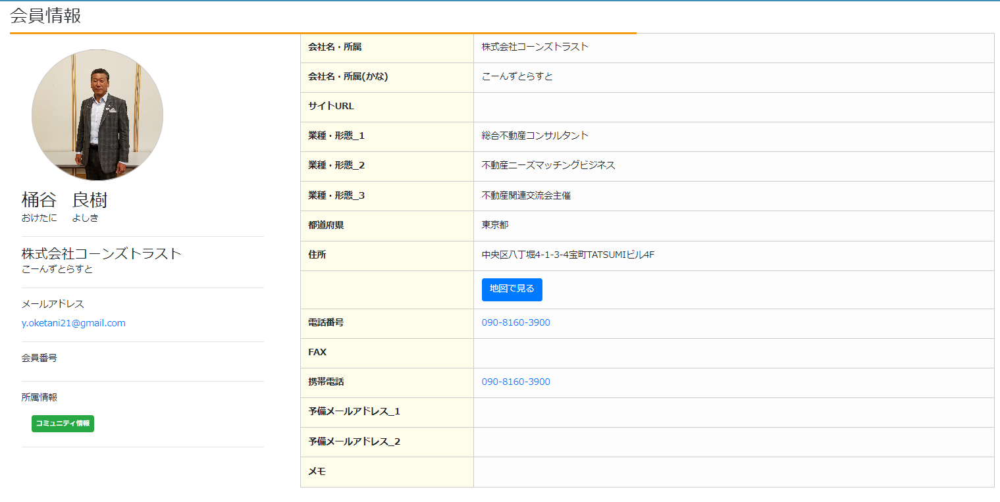 会員情報
桶谷　良樹
おけたに　よしき
株式会社コーンズトラスト
こーんずとらすと
メールアドレス
y.oketani21@gmail.com
会員番号
所属情報
コミュニティ情報
会社名・所属 株式会社コーンズトラスト
会社名・所属(かな) こーんずとらすと
サイトURL
業種・形態_1 総合不動産コンサルタント
業種・形態_2 不動産ニーズマッチングビジネス
業種・形態_3 不動産関連交流会主催
都道府県 東京都
住所 中央区八丁堀4-1-3-4宝町TATSUMIビル4F
地図で見る
電話番号 090-8160-3900
FAX
携帯電話 090-8160-3900
予備メールアドレス_1
予備メールアドレス_2
メモ